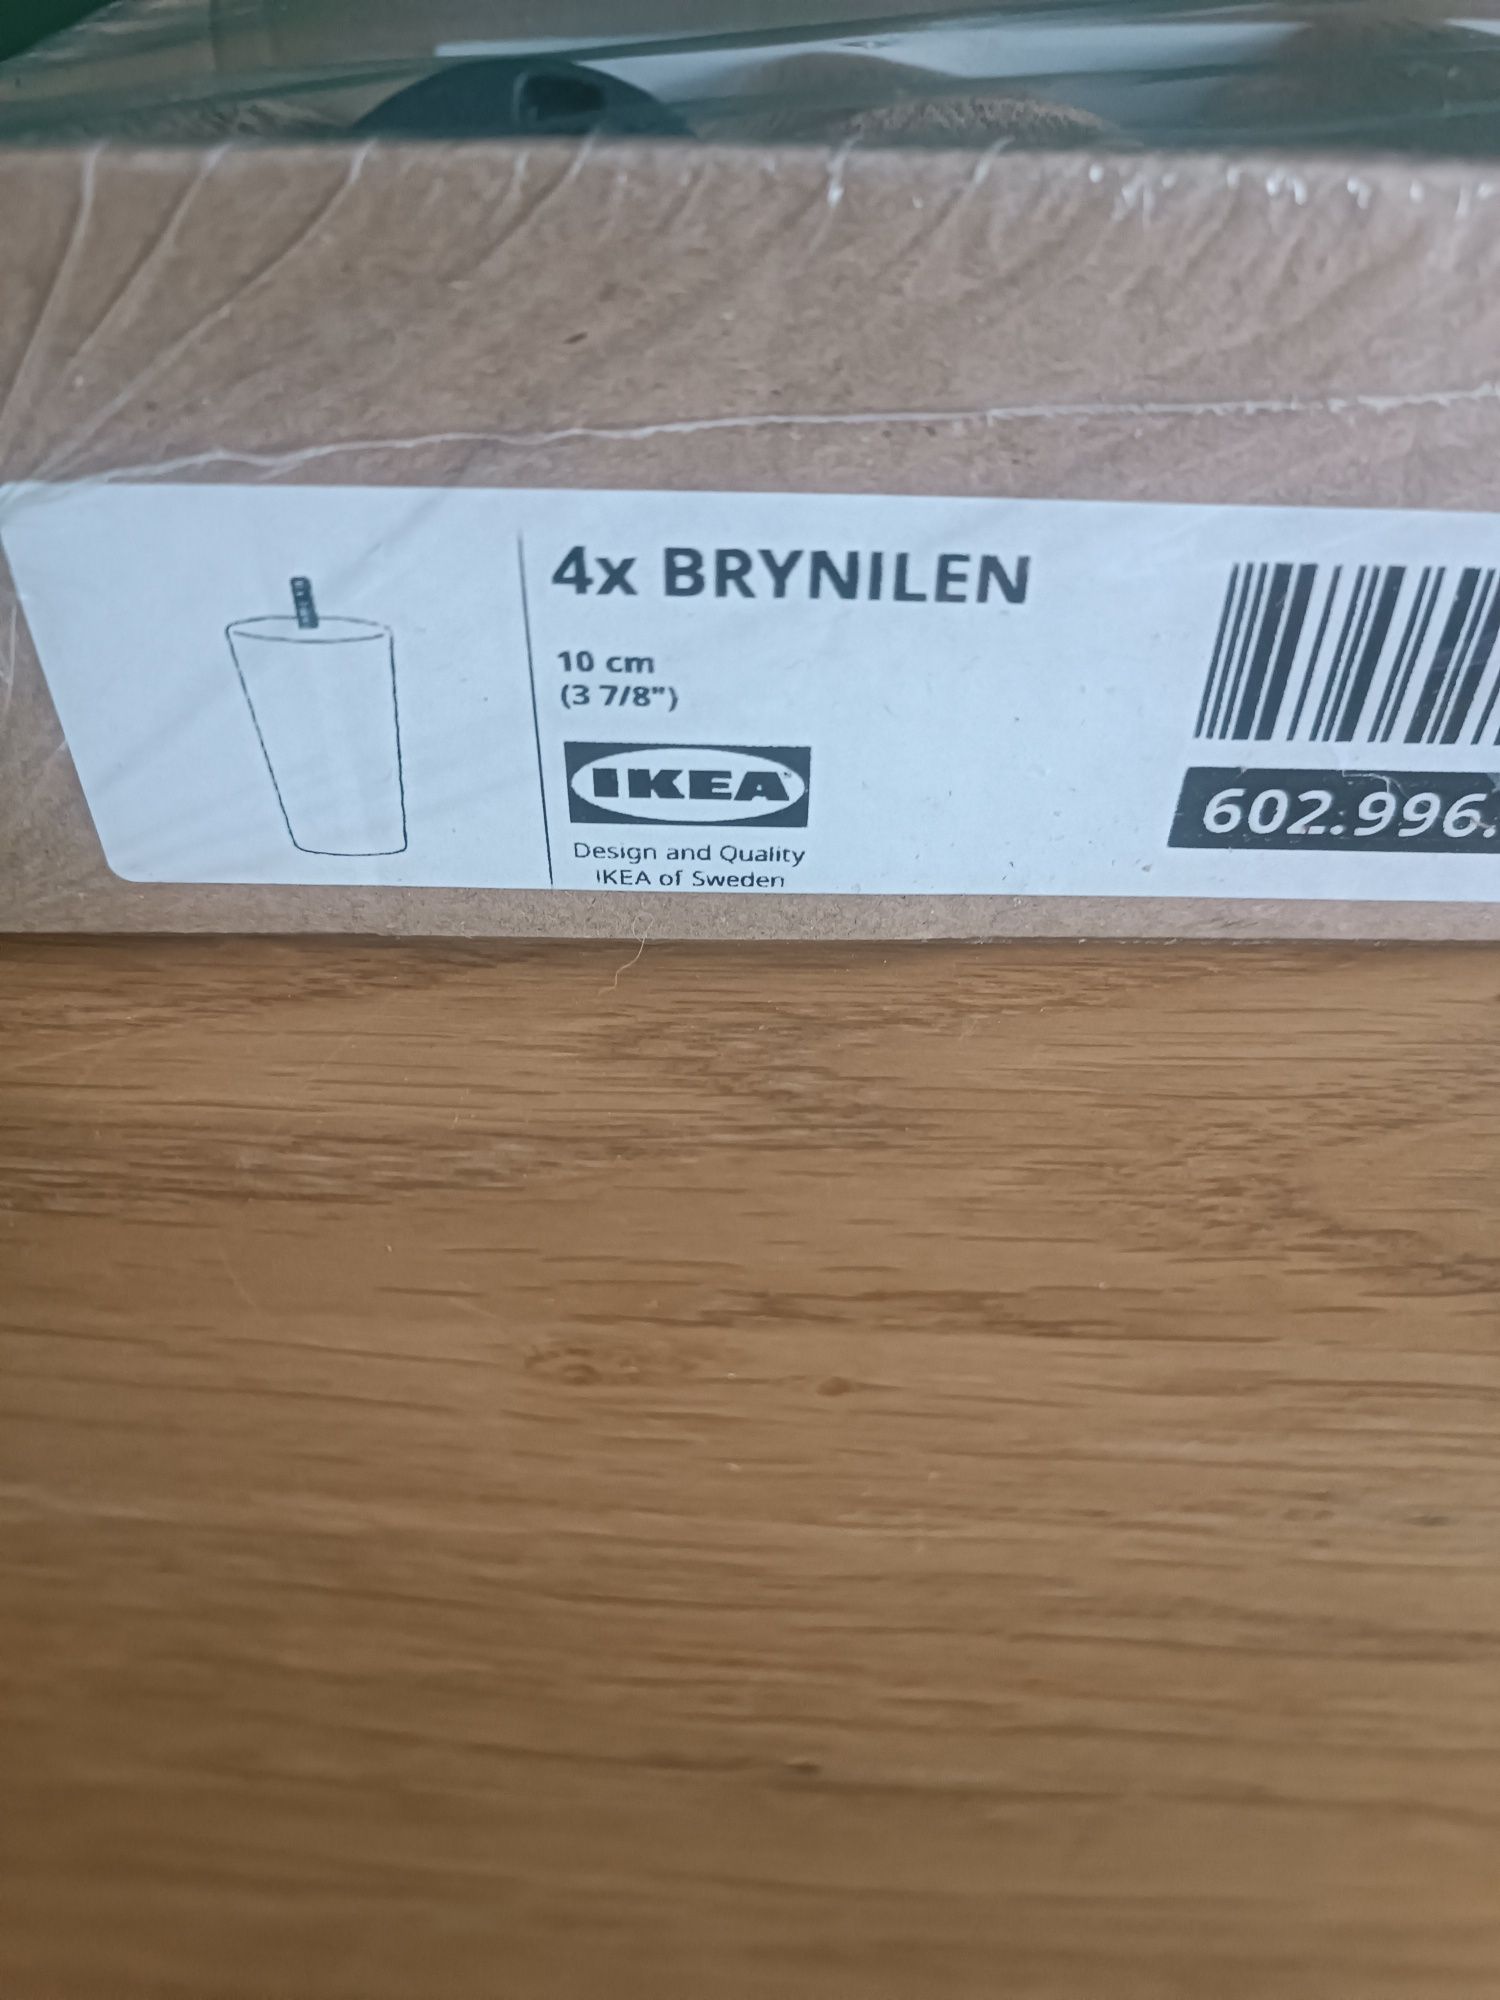 4x BRYNILEN
10 cm
(3 7/8")
IKEA
Design and Quality
IKEA of Sweden
602.996.